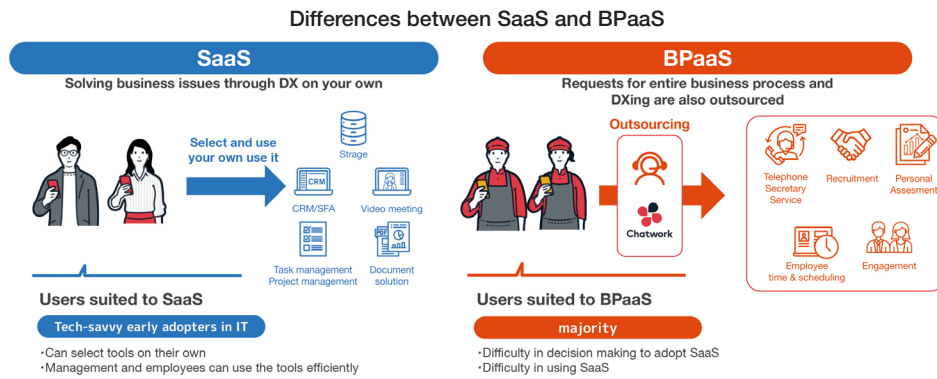 Differences between SaaS and BPaaS
SaaS
Solving business issues through DX on your own
Select and use
your own use it
Strage
CRM
CRM/SFA
Video meeting
Task management
Project management
PDF
Document
solution
Users suited to SaaS
Tech-savvy early adopters in IT
・Can select tools on their own
・Management and employees can use the tools efficiently
BPaaS
Requests for entire business process and
DXing are also outsourced
Outsourcing
Chatwork
Telephone
Secretary
Service
Recruitment
Personal
Assesment
Employee
time & scheduling
Engagement
Users suited to BPaaS
majority
・Difficulty in decision making to adopt SaaS
・Difficulty in using SaaS